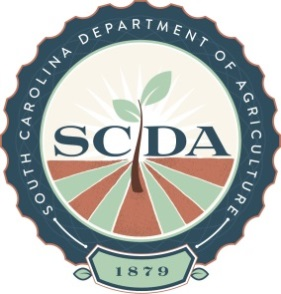 SOUTH CAROLINA DEPARTMENT OF AGRICULTURE
SCDA
1879